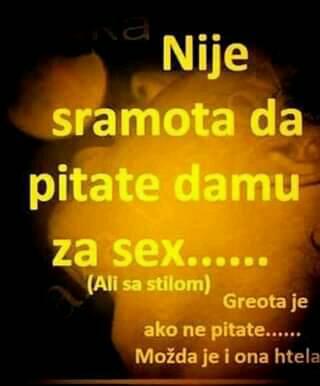 Nije
sramota da
pitate damu
za sex......
(Ali sa stilom)
Greota je
ako ne pitate......
Možda je i ona htela